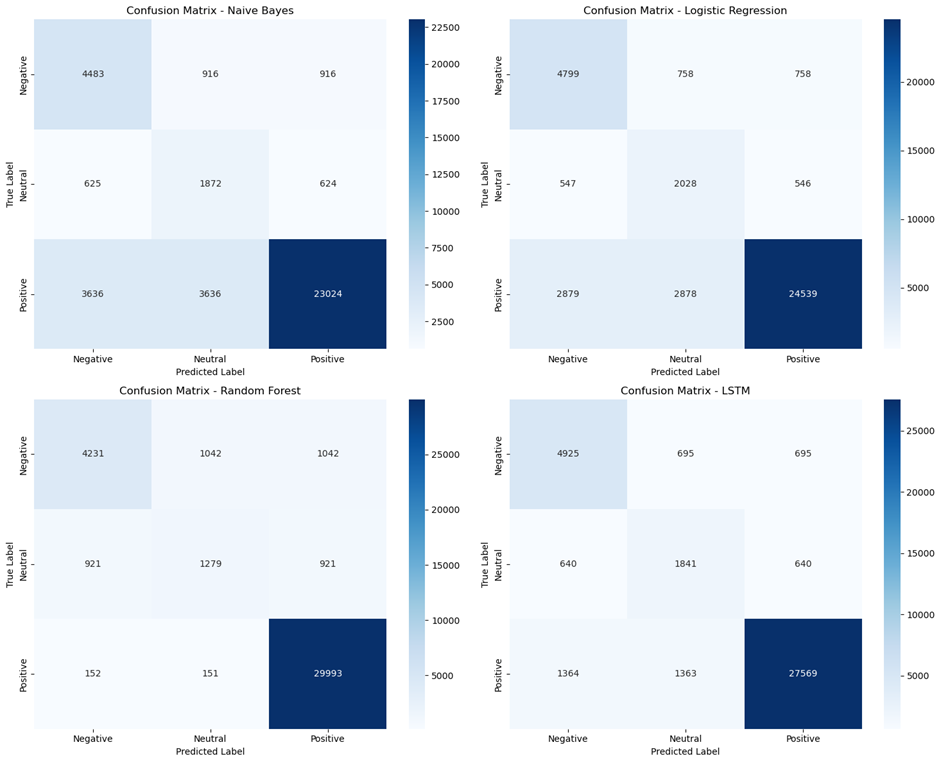 Confusion Matrix - Naive Bayes
22500
20000
17500
15000
12500
10000
7500
5000
2500
True Label
Negative
Neutral
Positive
4483 916 916
625 1872 624
3636 3636 23024
Negative Neutral Positive
Predicted Label
Confusion Matrix - Logistic Regression
20000
15000
10000
5000
True Label
Negative
Neutral
Positive
4799 758 758
547 2028 546
2879 2878 24539
Negative Neutral Positive
Predicted Label
Confusion Matrix - Random Forest
25000
20000
15000
10000
5000
True Label
Negative
Neutral
Positive
4231 1042 1042
921 1279 921
152 151 29993
Negative Neutral Positive
Predicted Label
Confusion Matrix - LSTM
25000
20000
15000
10000
5000
True Label
Negative
Neutral
Positive
4925 695 695
640 1841 640
1364 1363 27569
Negative Neutral Positive
Predicted Label